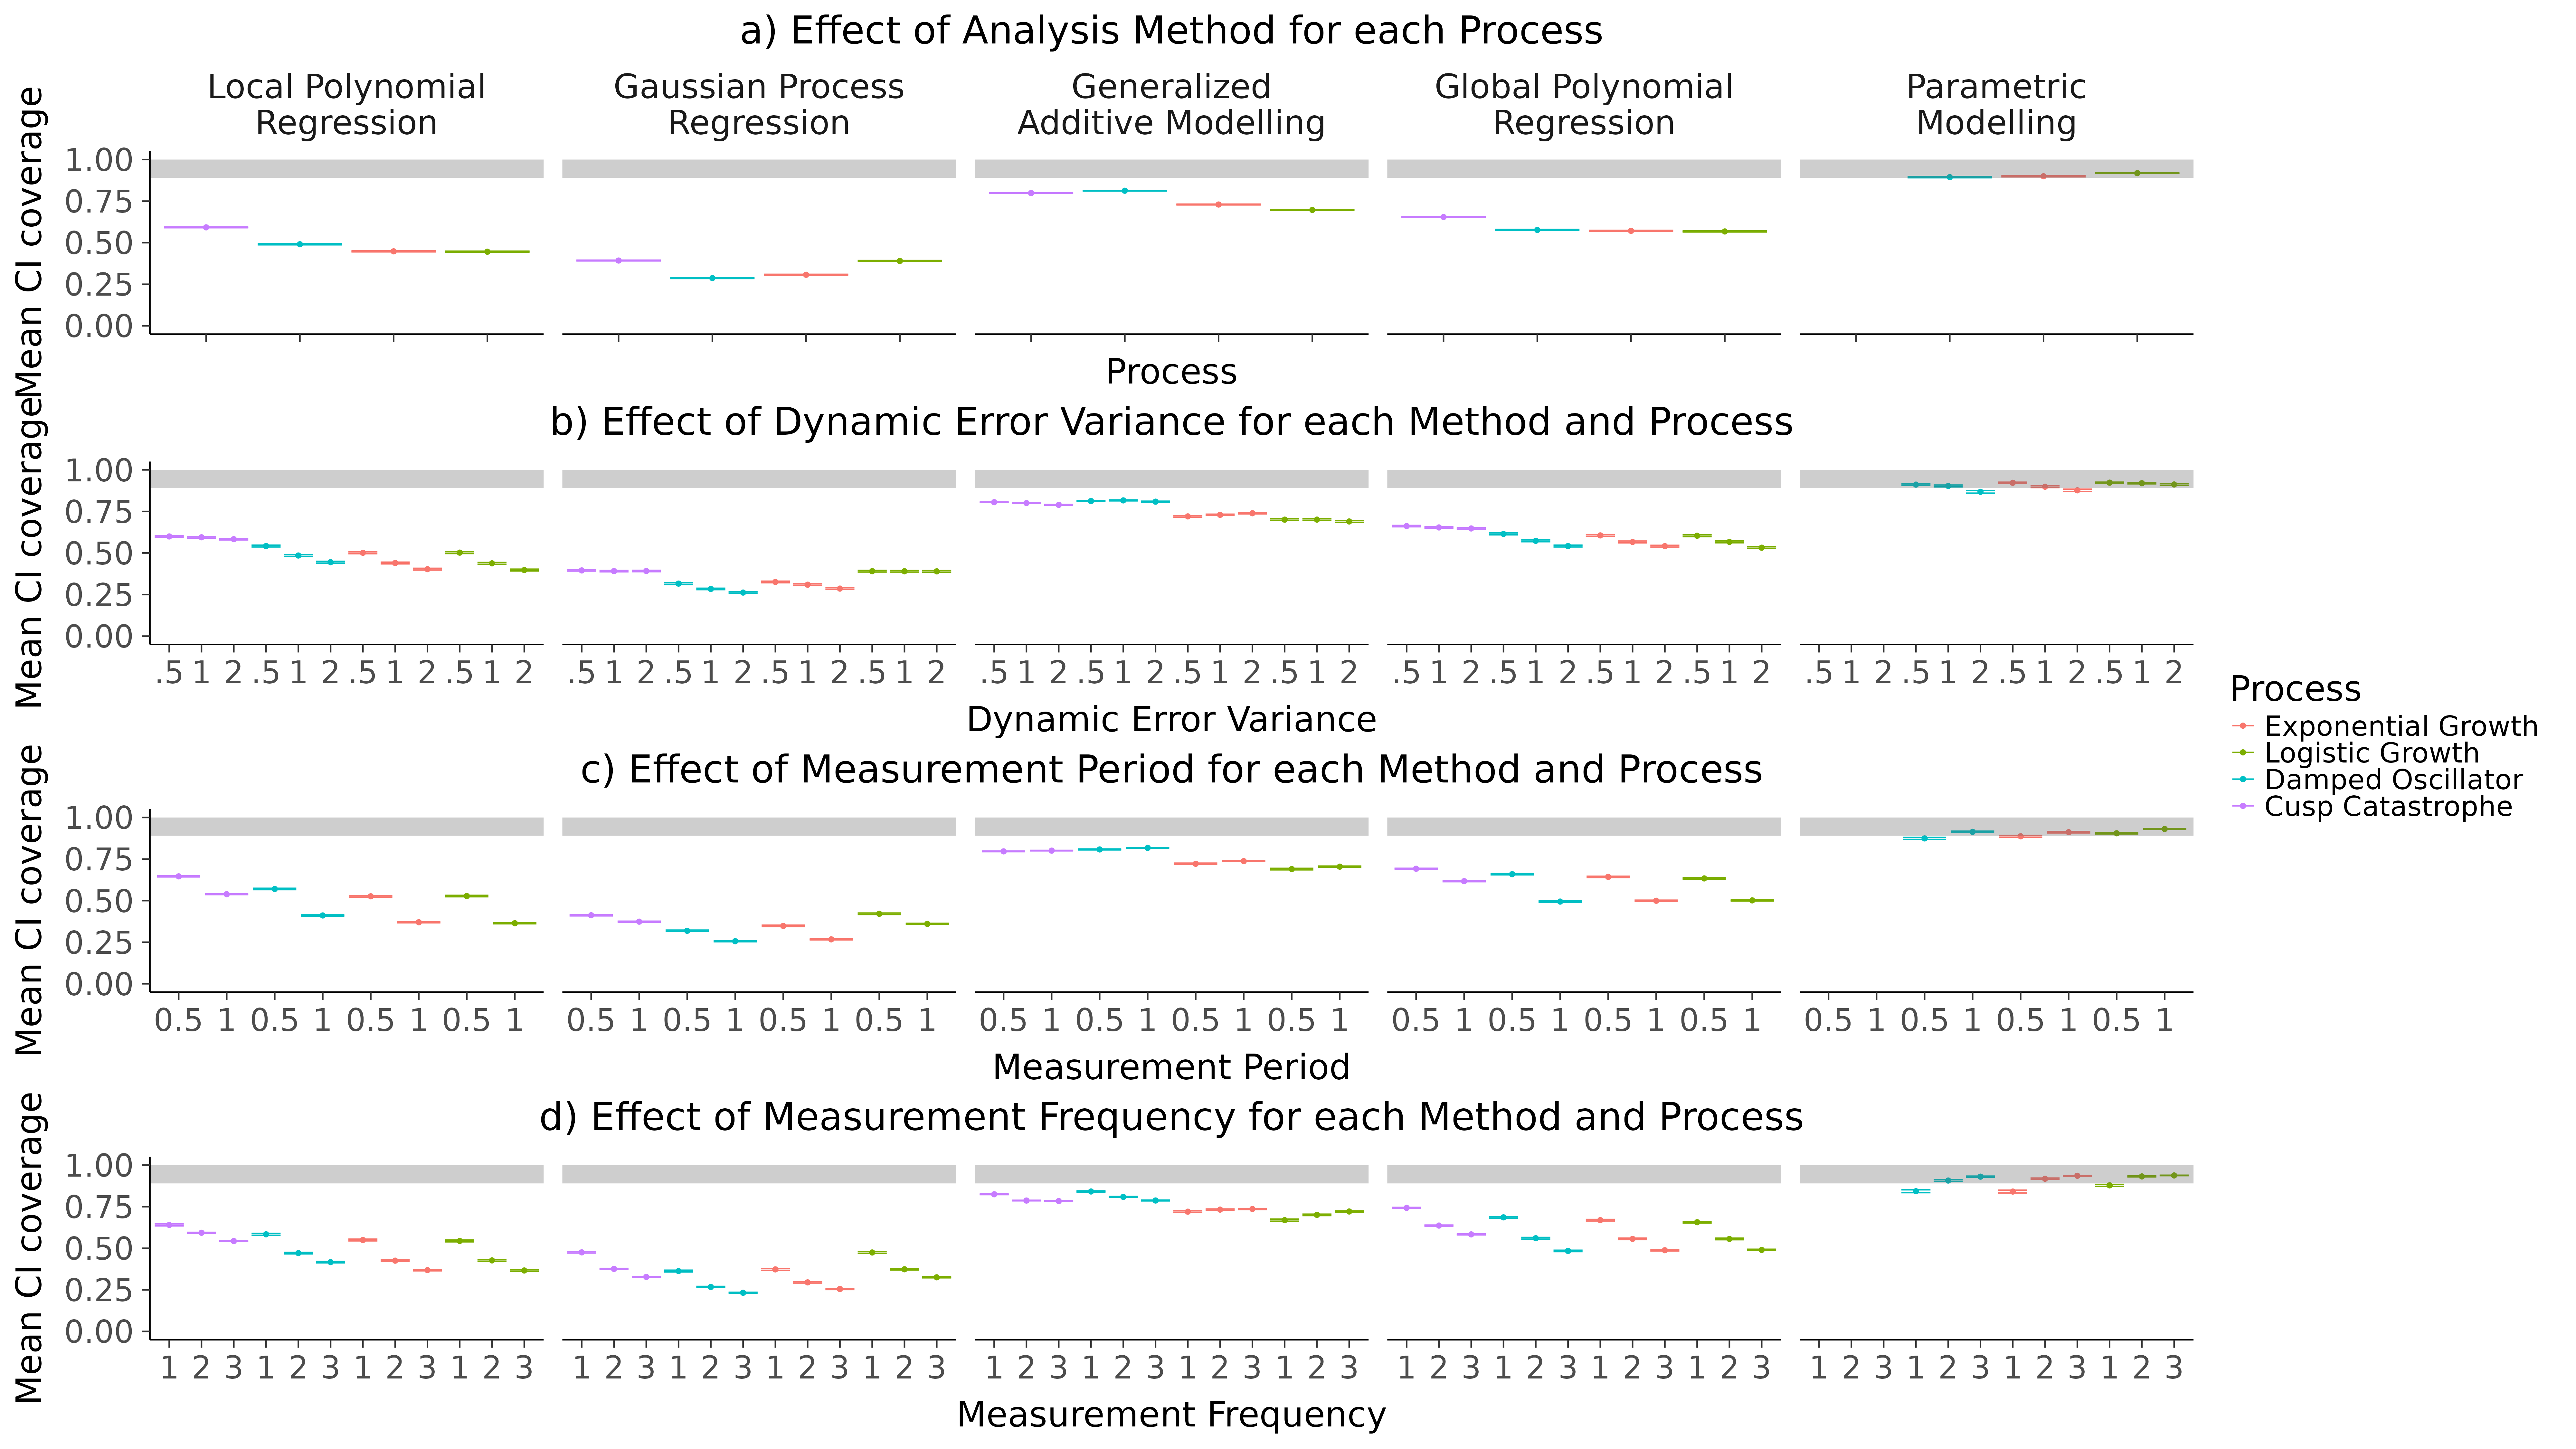 a) Effect of Analysis Method for each Process
Local Polynomial Regression
Gaussian Process Regression
Generalized Additive Modelling
Global Polynomial Regression
Parametric Modelling
Mean CI coverage
1.00
0.75
0.50
0.25
0.00
Process
b) Effect of Dynamic Error Variance for each Method and Process
Mean CI coverage
1.00
0.75
0.50
0.25
0.00
.5 1 2 .5 1 2 .5 1 2 .5 1 2
.5 1 2 .5 1 2 .5 1 2 .5 1 2
.5 1 2 .5 1 2 .5 1 2 .5 1 2
.5 1 2 .5 1 2 .5 1 2 .5 1 2
.5 1 2 .5 1 2 .5 1 2 .5 1 2
Dynamic Error Variance
c) Effect of Measurement Period for each Method and Process
Mean CI coverage
1.00
0.75
0.50
0.25
0.00
0.5 1 0.5 1 0.5 1 0.5 1
0.5 1 0.5 1 0.5 1 0.5 1
0.5 1 0.5 1 0.5 1 0.5 1
0.5 1 0.5 1 0.5 1 0.5 1
0.5 1 0.5 1 0.5 1 0.5 1
Measurement Period
d) Effect of Measurement Frequency for each Method and Process
Mean CI coverage
1.00
0.75
0.50
0.25
0.00
1 2 3 1 2 3 1 2 3 1 2 3
1 2 3 1 2 3 1 2 3 1 2 3
1 2 3 1 2 3 1 2 3 1 2 3
1 2 3 1 2 3 1 2 3 1 2 3
1 2 3 1 2 3 1 2 3 1 2 3
Measurement Frequency
Process
Exponential Growth
Logistic Growth
Damped Oscillator
Cusp Catastrophe